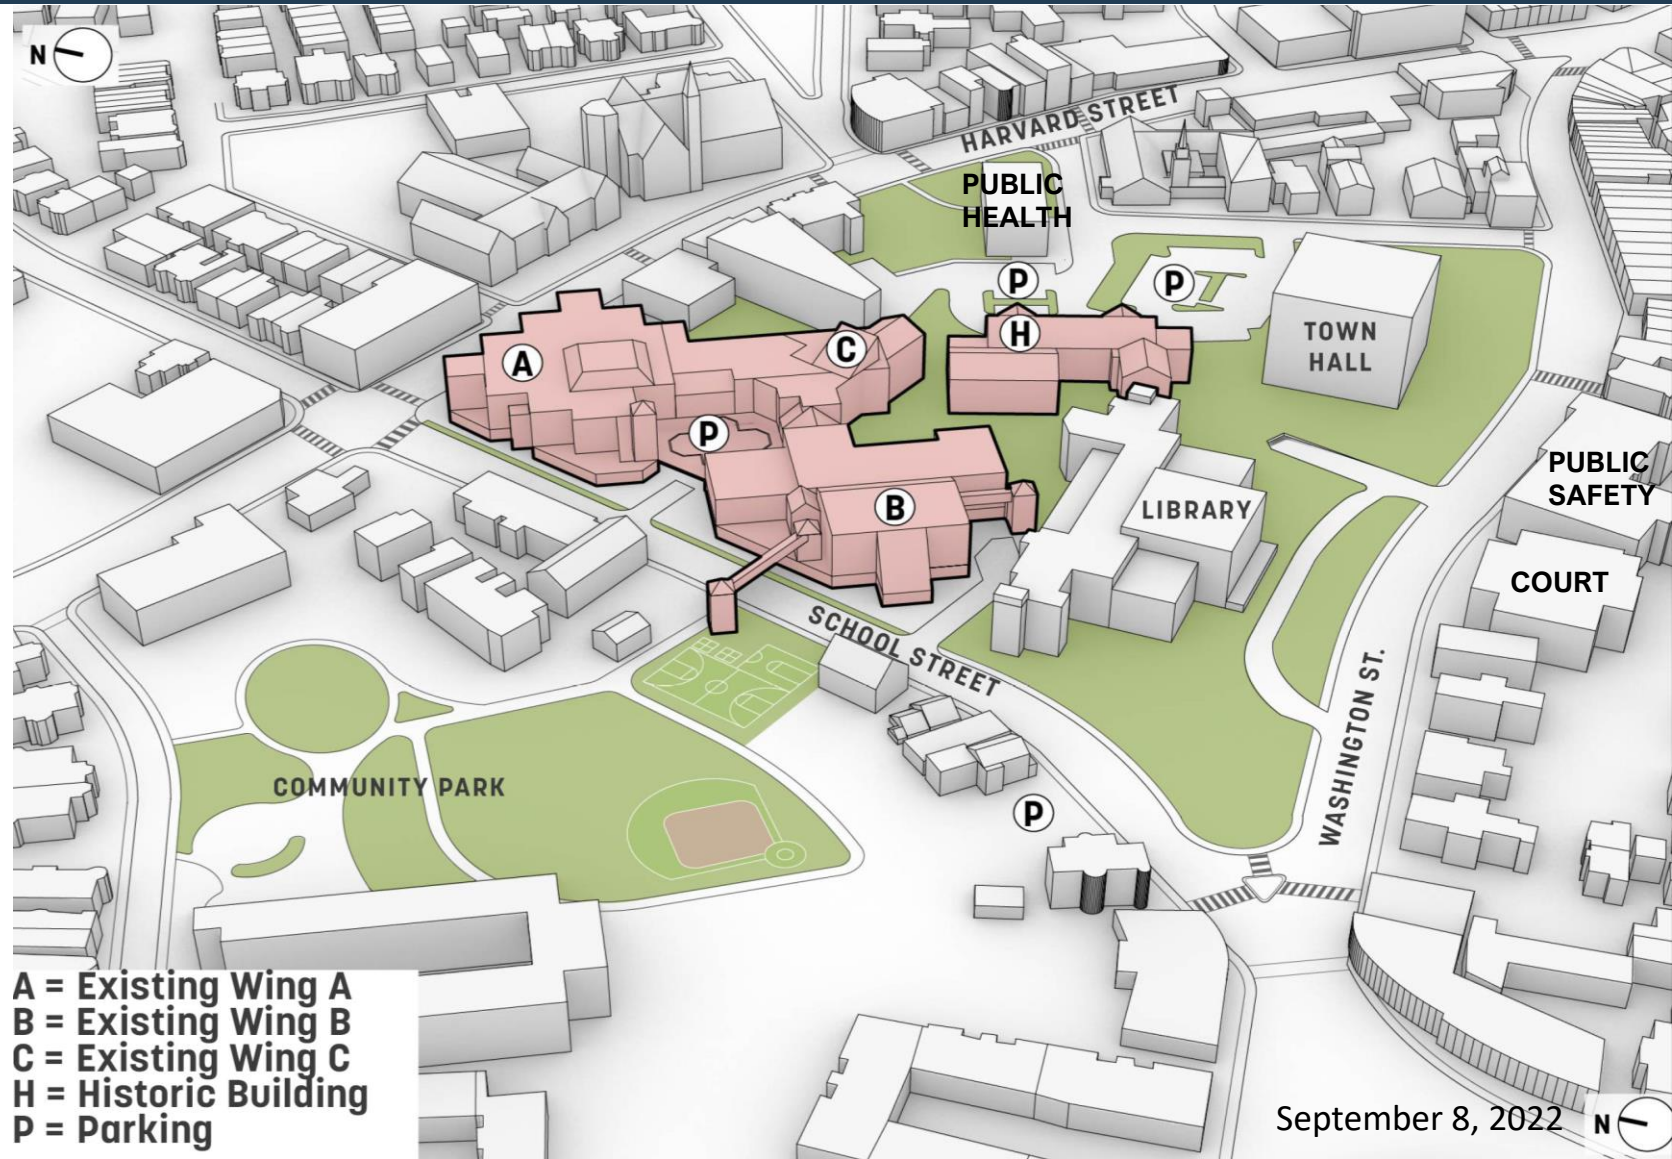 N
HARVARD STREET
PUBLIC
HEALTH
P
P
H
TOWN
HALL
C
A
P
B
LIBRARY
PUBLIC
SAFETY
COURT
SCHOOL STREET
WASHINGTON ST.
COMMUNITY PARK
P
A = Existing Wing A
B = Existing Wing B
C = Existing Wing C
H = Historic Building
P = Parking
September 8, 2022
N